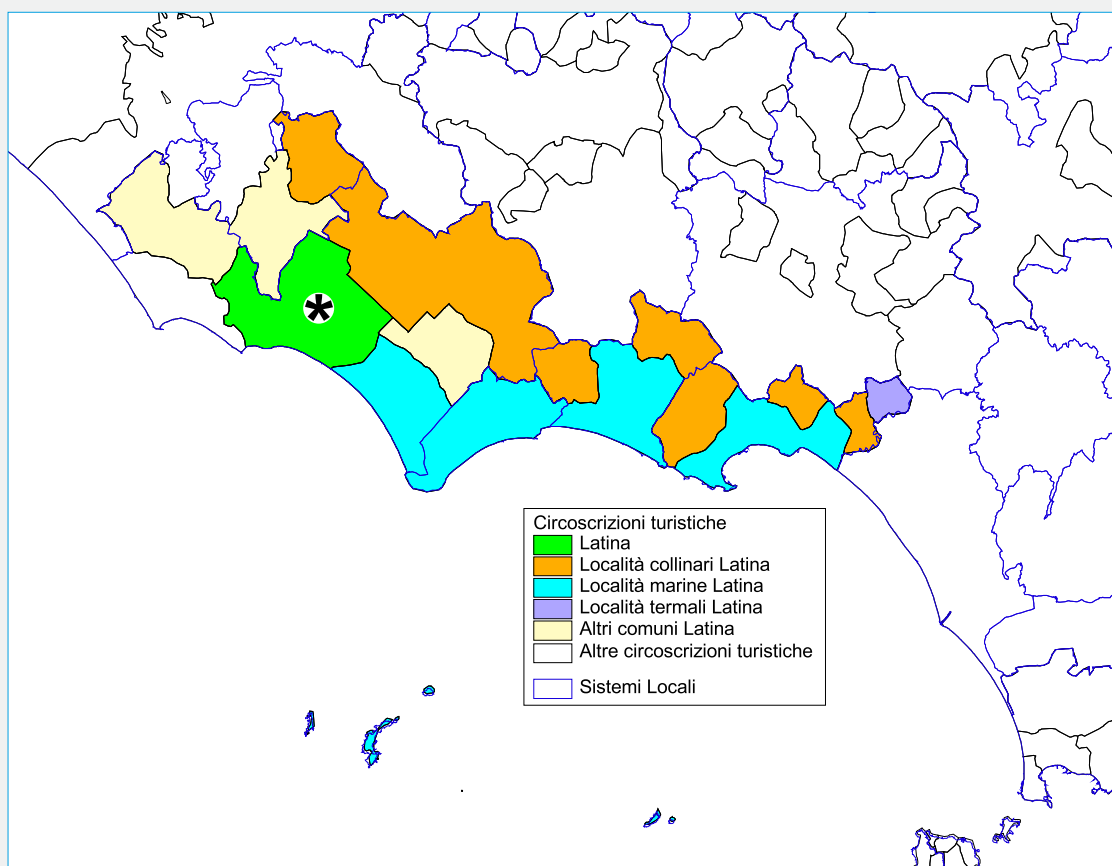 Circoscrizioni turistiche
Latina
Località collinari Latina
Località marine Latina
Località termali Latina
Altri comuni Latina
Altre circoscrizioni turistiche
Sistemi Locali